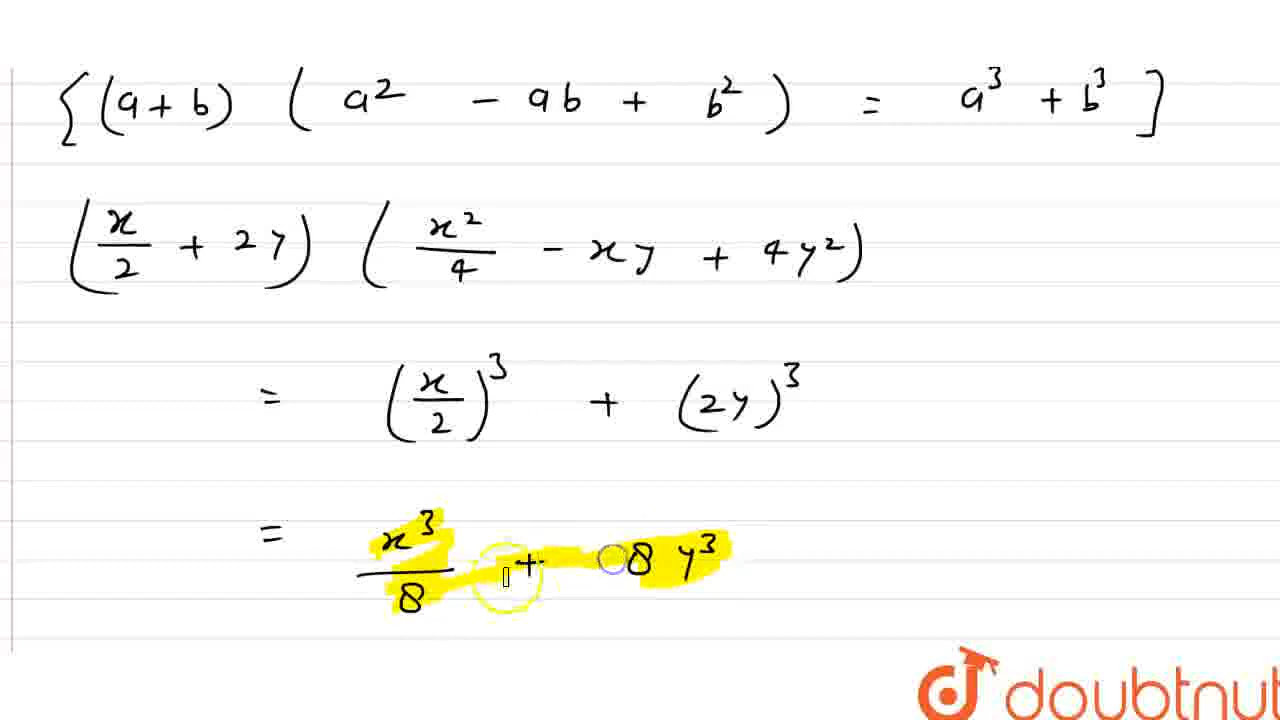 {(a+b) (a² - ab + b²) = a³ + b³]
(x/2 + 2y) (x²/4 - xy + 4y²)
= (x/2)³ + (2y)³
= x³/8 + 8y³
doubtnut